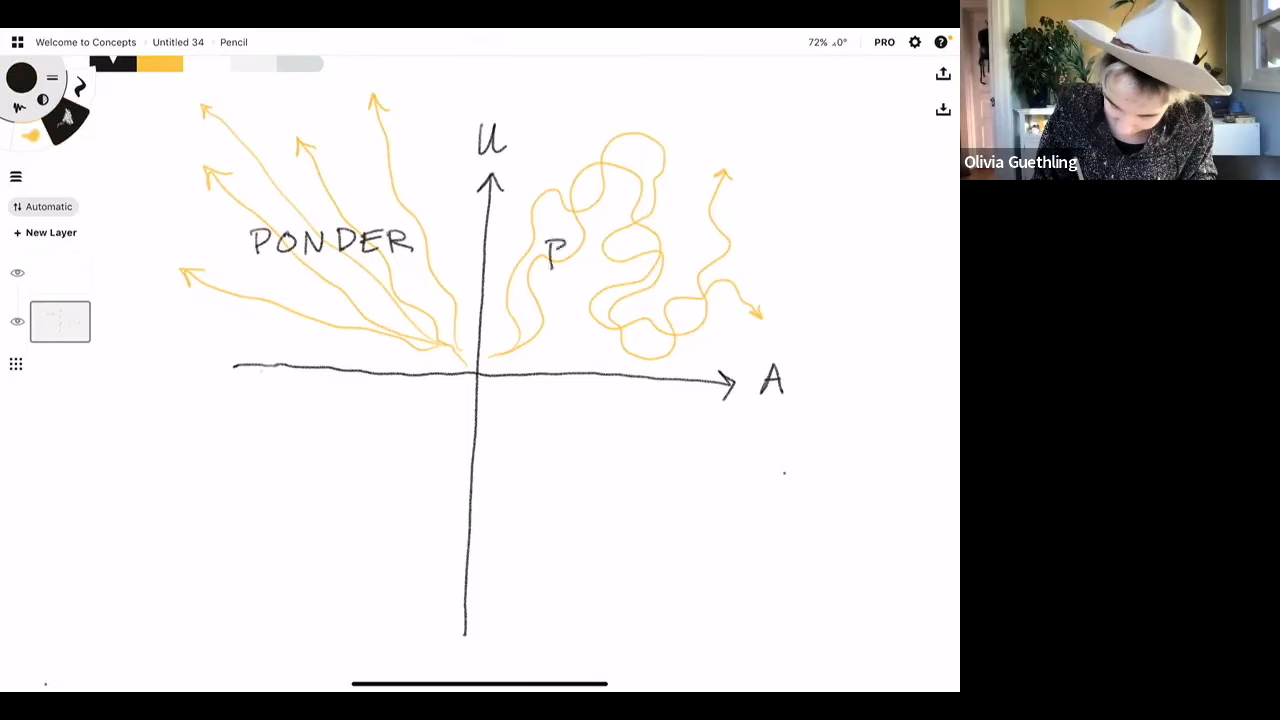 Welcome to Concepts Untitled 34 Pencil
72% ⊿0° PRO ?
Olivia Guethling
Automatic
+ New Layer
U
PONDER
P
A